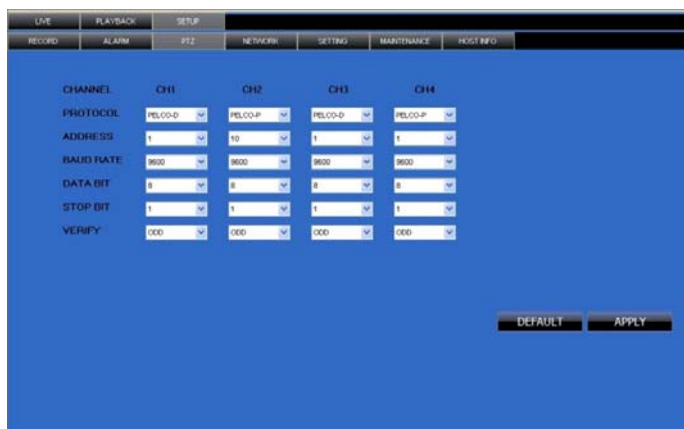 LIVE PLAYBACK SETUP
RECORD ALARM PTZ NETWORK SETTING MAINTENANCE HOST INFO
CHANNEL CH1 CH2 CH3 CH4
PROTOCOL PELCO-D PELCO-P PELCO-D PELCO-P
ADDRESS 1 10 1 1
BAUD RATE 9600 9600 9600 9600
DATA BIT 8 8 8 8
STOP BIT 1 1 1 1
VERIFY ODD ODD ODD ODD
DEFAULT APPLY